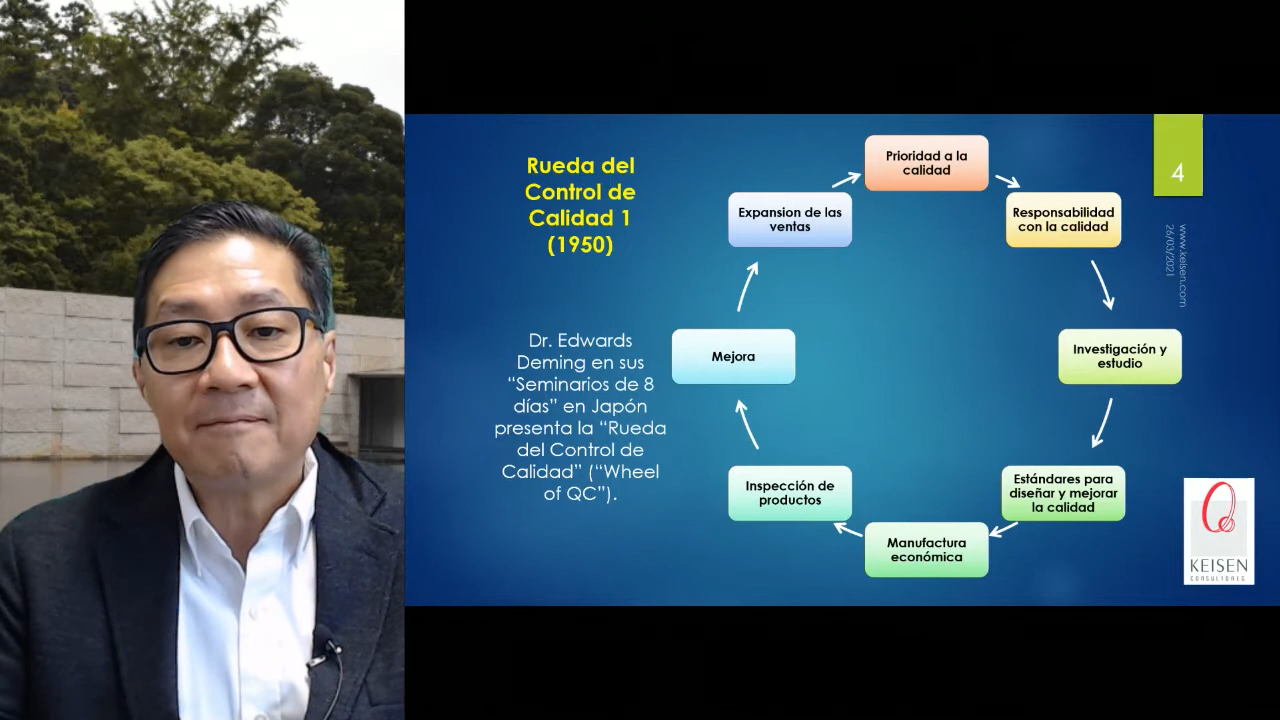 Rueda del
Control de
Calidad 1
(1950)
Dr. Edwards
Deming en sus
“Seminarios de 8
días” en Japón
presenta la “Rueda
del Control de
Calidad” (“Wheel
of QC”).
Prioridad a la
calidad
Responsabilidad
con la calidad
Investigación y
estudio
Estándares para
diseñar y mejorar
la calidad
Manufactura
económica
Inspección de
productos
Mejora
Expansion de las
ventas
4
www.keisen.com
26/03/2021
KEISEN
CONSULTORES